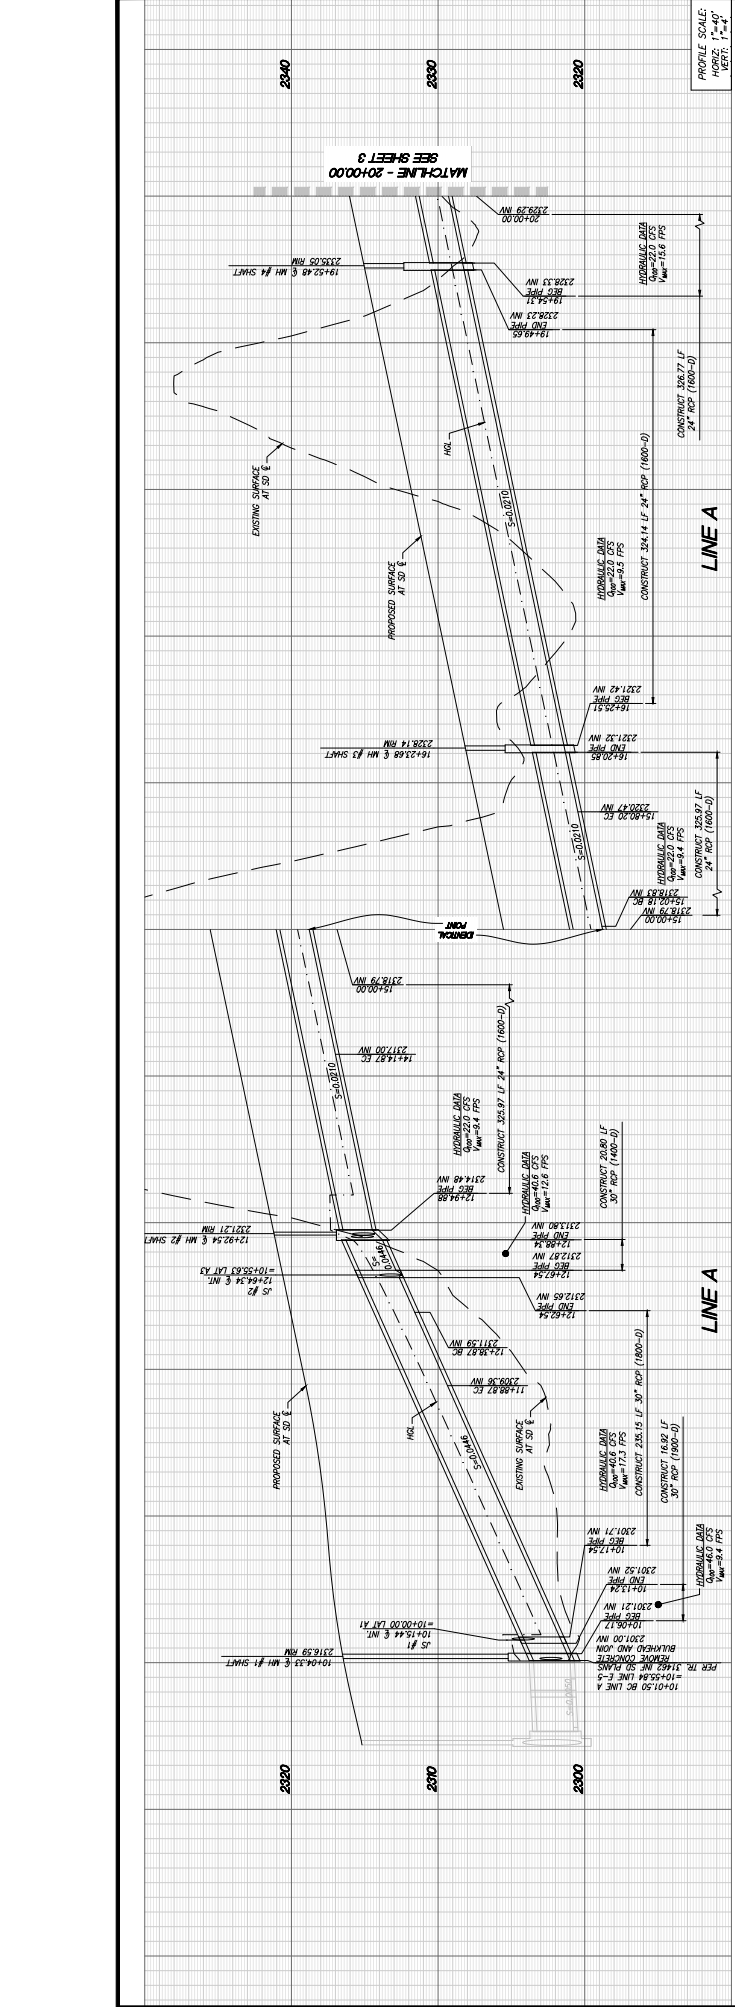 PROFILE SCALE:
HORIZ: 1"=40'
VERT: 1"=4'
2340
2330
2320
MATCHLINE - 20+00.00
SEE SHEET 3
20+00.00
2329.29 INV
19+52.48 ℄ MH #4 SHAFT
2335.05 RIM
19+54.31
BEG PIPE
2328.33 INV
19+49.65
END PIPE
2328.23 INV
HYDRAULIC DATA
Q100=22.0 CFS
VMAX=15.6 FPS
CONSTRUCT 326.77 LF
24" RCP (1600-D)
EXISTING SURFACE
AT SD ℄
HGL
S=0.0210
PROPOSED SURFACE
AT SD ℄
HYDRAULIC DATA
Q100=22.0 CFS
VMAX=9.5 FPS
CONSTRUCT 324.14 LF 24" RCP (1600-D)
LINE A
16+25.51
BEG PIPE
2321.42 INV
16+23.68 ℄ MH #3 SHAFT
2328.14 RIM
16+20.85
END PIPE
2321.32 INV
15+80.20 EC
2320.47 INV
S=0.0210
HYDRAULIC DATA
Q100=22.0 CFS
VMAX=9.4 FPS
CONSTRUCT 325.97 LF
24" RCP (1600-D)
15+02.18 BC
2318.83 INV
15+00.00
2318.79 INV
IDENTICAL
POINT
15+00.00
2318.79 INV
14+14.87 EC
2317.00 INV
S=0.0210
HYDRAULIC DATA
Q100=22.0 CFS
VMAX=9.4 FPS
CONSTRUCT 325.97 LF 24" RCP (1600-D)
12+94.88
BEG PIPE
2314.48 INV
12+92.54 ℄ MH #2 SHAFT
2321.21 RIM
HYDRAULIC DATA
Q100=40.6 CFS
VMAX=12.6 FPS
CONSTRUCT 20.80 LF
30" RCP (1400-D)
12+88.34
END PIPE
2313.80 INV
JS #2
12+64.34 ℄ INT.
=10+55.63 LAT A3
S=
0.0446
12+67.54
BEG PIPE
2312.87 INV
12+62.54
END PIPE
2312.65 INV
12+38.87 BC
2311.59 INV
11+88.87 EC
2309.36 INV
LINE A
PROPOSED SURFACE
AT SD ℄
HGL
S=0.0446
EXISTING SURFACE
AT SD ℄
HYDRAULIC DATA
Q100=40.6 CFS
VMAX=17.3 FPS
CONSTRUCT 235.15 LF 30" RCP (1800-D)
CONSTRUCT 16.92 LF
30" RCP (1900-D)
HYDRAULIC DATA
Q100=46.0 CFS
VMAX=9.4 FPS
10+17.54
BEG PIPE
2301.71 INV
10+13.24
END PIPE
2301.52 INV
10+06.17
BEG PIPE
2301.21 INV
JS #1
10+15.44 ℄ INT.
=10+00.00 LAT A1
10+04.33 ℄ MH #1 SHAFT
2316.59 RIM
10+01.50 BC LINE A
=10+55.84 LINE E-5
PER TR. 31462 INF SD PLANS
REMOVE CONCRETE
BULKHEAD AND JOIN
2301.00 INV
S=0.0050
2320
2310
2300